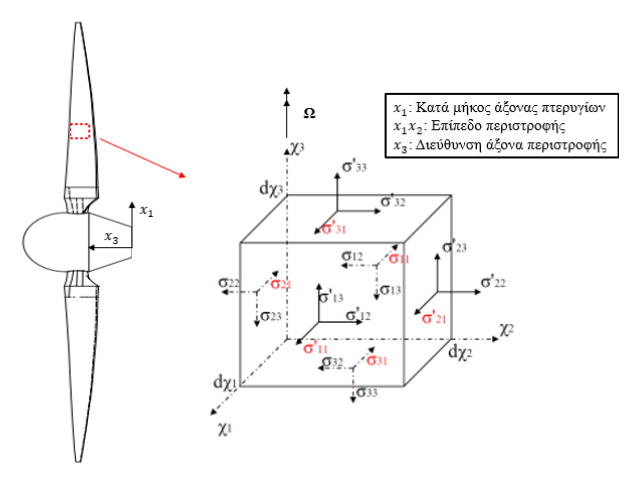 Ω
x₁: Κατά μήκος άξονας πτερυγίων
x₁x₂: Επίπεδο περιστροφής
x₃: Διεύθυνση άξονα περιστροφής
χ3
σ'33
dχ3
σ'32
x₁
σ'31
x₃
σ12
σ11
σ'23
σ22
σ21
σ'22
σ'13
σ13
σ23
σ'12
σ'21
χ2
σ'11
σ32
σ31
dχ2
dχ1
σ33
χ1